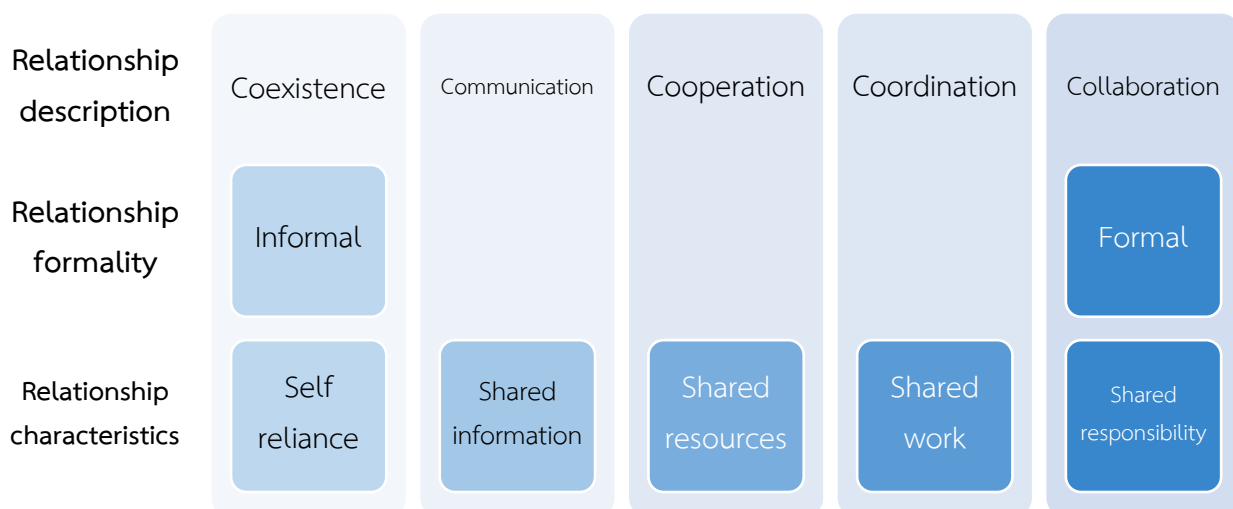 Relationship
description
Coexistence
Communication
Cooperation
Coordination
Collaboration
Relationship
formality
Informal
Formal
Relationship
characteristics
Self
reliance
Shared
information
Shared
resources
Shared
work
Shared
responsibility